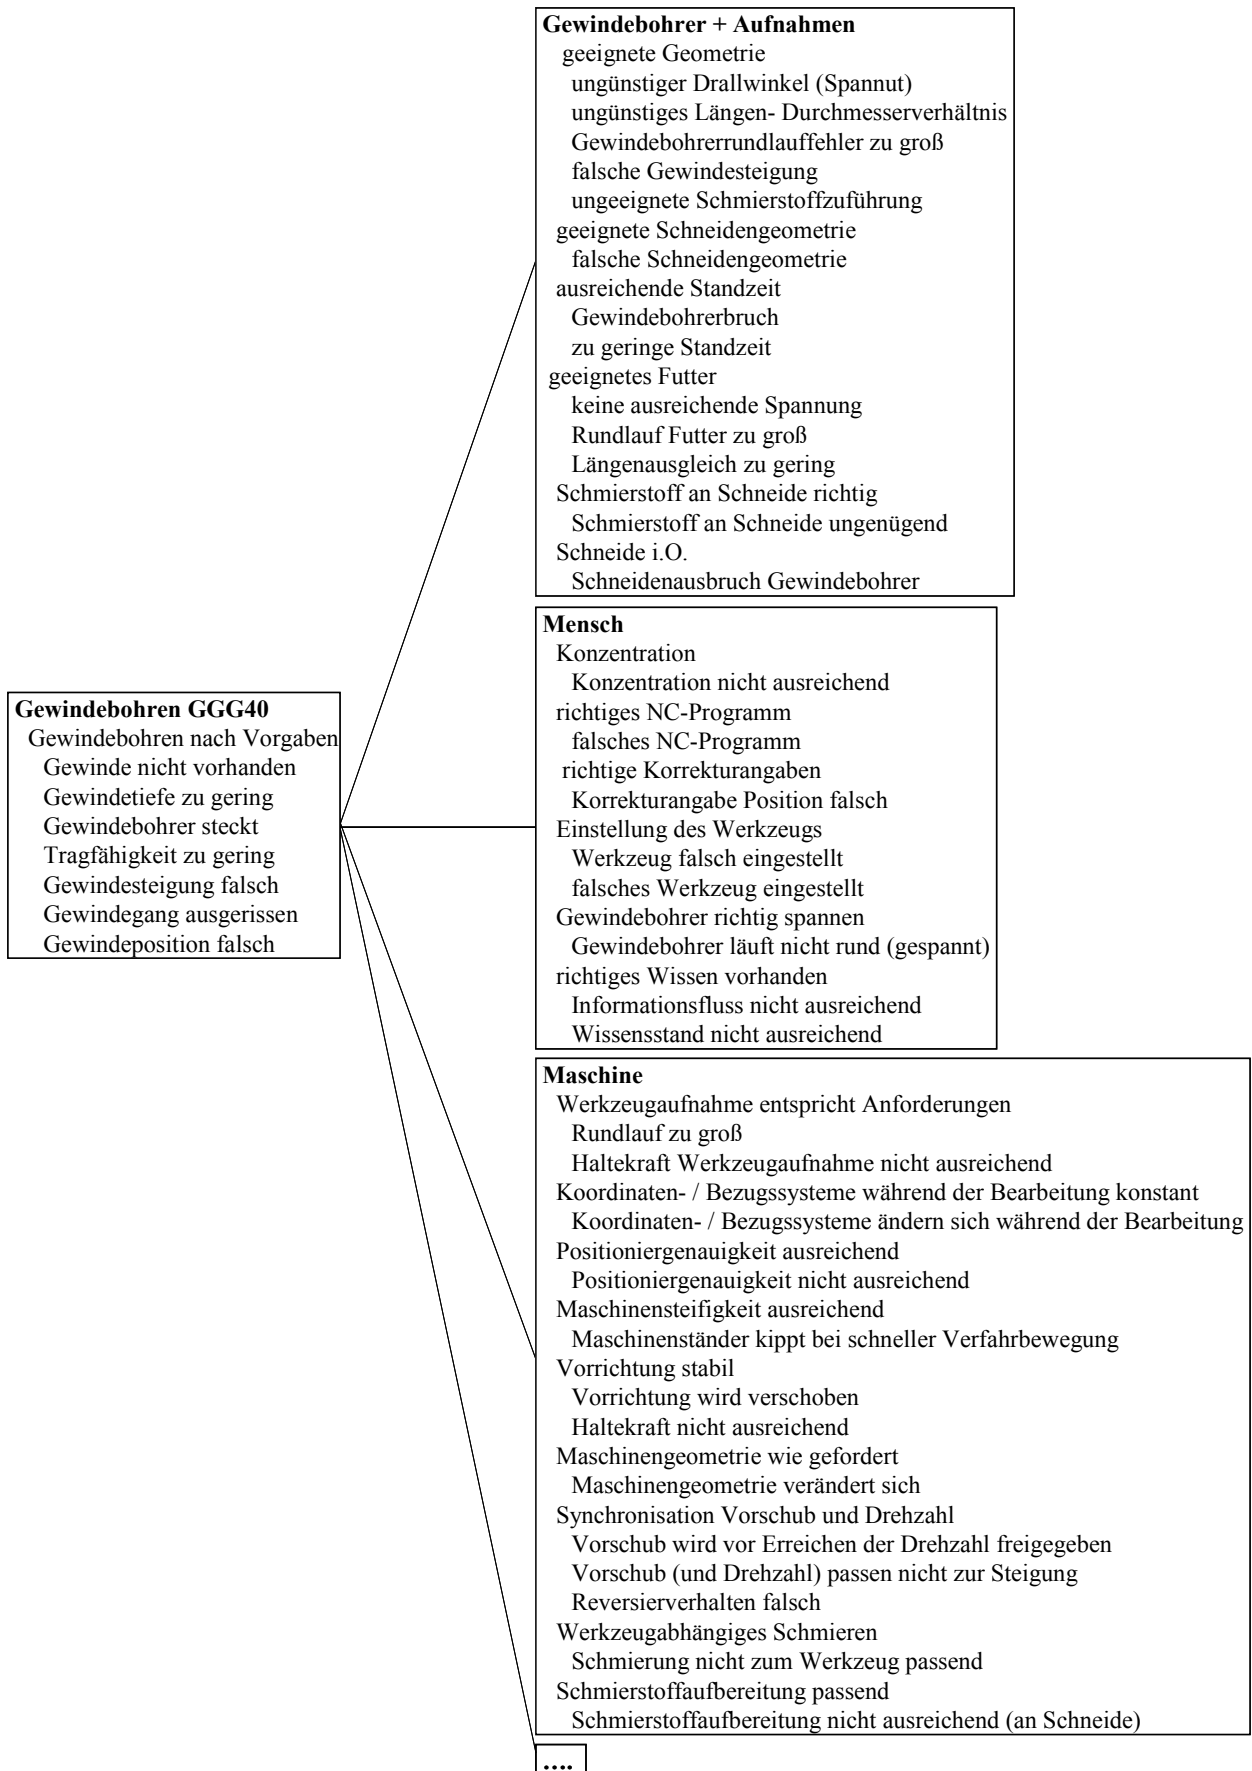 Gewindebohrer + Aufnahmen
geeignete Geometrie
ungünstiger Drallwinkel (Spannut)
ungünstiges Längen- Durchmesserverhältnis
Gewindebohrerrundlauffehler zu groß
falsche Gewindesteigung
ungeeignete Schmierstoffzuführung
geeignete Schneidengeometrie
falsche Schneidengeometrie
ausreichende Standzeit
Gewindebohrerbruch
zu geringe Standzeit
geeignetes Futter
keine ausreichende Spannung
Rundlauf Futter zu groß
Längenausgleich zu gering
Schmierstoff an Schneide richtig
Schmierstoff an Schneide ungenügend
Schneide i.O.
Schneidenausbruch Gewindebohrer
Mensch
Konzentration
Konzentration nicht ausreichend
richtiges NC-Programm
falsches NC-Programm
richtige Korrekturangaben
Korrekturangabe Position falsch
Einstellung des Werkzeugs
Werkzeug falsch eingestellt
falsches Werkzeug eingestellt
Gewindebohrer richtig spannen
Gewindebohrer läuft nicht rund (gespannt)
richtiges Wissen vorhanden
Informationsfluss nicht ausreichend
Wissensstand nicht ausreichend
Gewindebohren GGG40
Gewindebohren nach Vorgaben
Gewinde nicht vorhanden
Gewindetiefe zu gering
Gewindebohrer steckt
Tragfähigkeit zu gering
Gewindesteigung falsch
Gewindegang ausgerissen
Gewindeposition falsch
Maschine
Werkzeugaufnahme entspricht Anforderungen
Rundlauf zu groß
Haltekraft Werkzeugaufnahme nicht ausreichend
Koordinaten- / Bezugssysteme während der Bearbeitung konstant
Koordinaten- / Bezugssysteme ändern sich während der Bearbeitung
Positioniergenauigkeit ausreichend
Positioniergenauigkeit nicht ausreichend
Maschinensteifigkeit ausreichend
Maschinenständer kippt bei schneller Verfahrbewegung
Vorrichtung stabil
Vorrichtung wird verschoben
Haltekraft nicht ausreichend
Maschinengeometrie wie gefordert
Maschinengeometrie verändert sich
Synchronisation Vorschub und Drehzahl
Vorschub wird vor Erreichen der Drehzahl freigegeben
Vorschub (und Drehzahl) passen nicht zur Steigung
Reversierverhalten falsch
Werkzeugabhängiges Schmieren
Schmierung nicht zum Werkzeug passend
Schmierstoffaufbereitung passend
Schmierstoffaufbereitung nicht ausreichend (an Schneide)
....